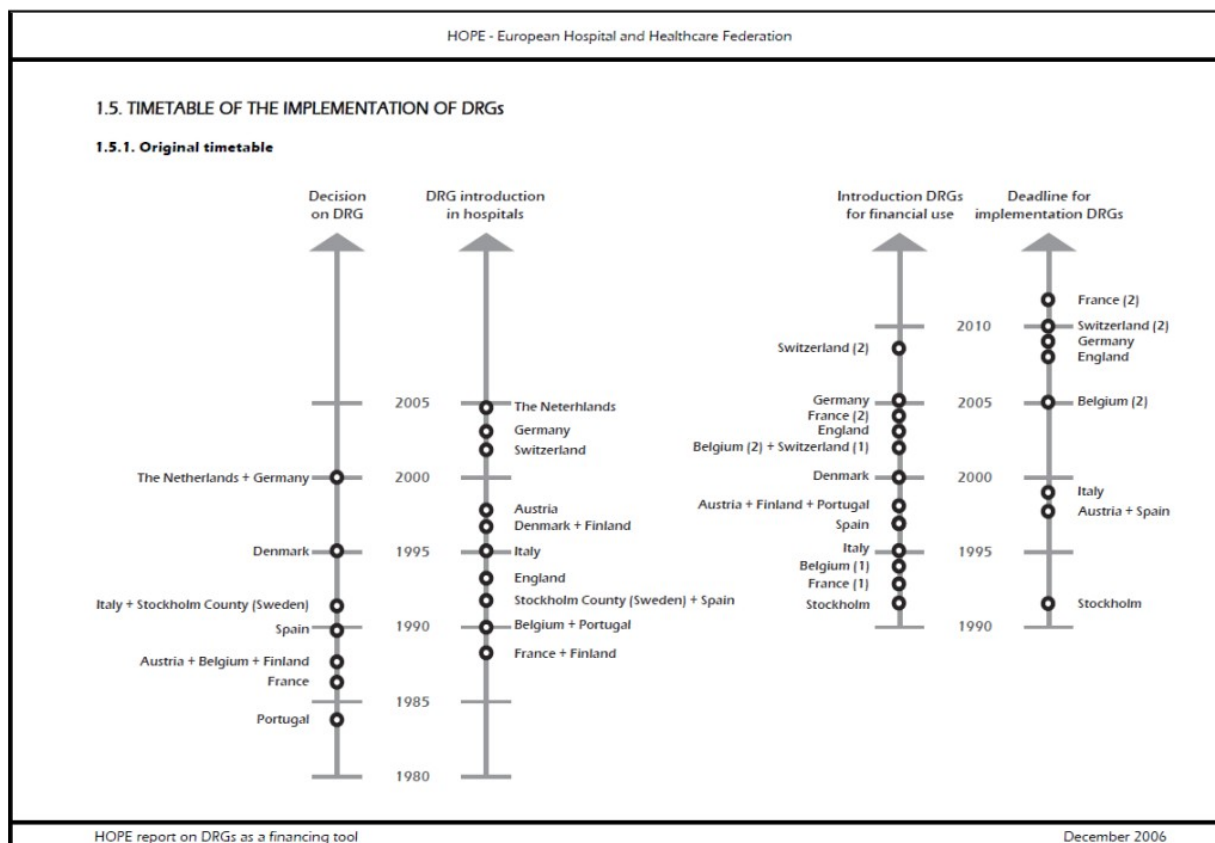 HOPE - European Hospital and Healthcare Federation
1.5. TIMETABLE OF THE IMPLEMENTATION OF DRGs
1.5.1. Original timetable
Decision
on DRG
DRG introduction
in hospitals
2005
2000
1995
1990
1985
1980
The Netherlands + Germany
Denmark
Italy + Stockholm County (Sweden)
Spain
Austria + Belgium + Finland
France
Portugal
The Neterhlands
Germany
Switzerland
Austria
Denmark + Finland
Italy
England
Stockholm County (Sweden) + Spain
Belgium + Portugal
France + Finland
Introduction DRGs
for financial use
Deadline for
implementation DRGs
2010
2005
2000
1995
1990
Switzerland (2)
Germany
France (2)
England
Belgium (2) + Switzerland (1)
Denmark
Austria + Finland + Portugal
Spain
Italy
Belgium (1)
France (1)
Stockholm
France (2)
Switzerland (2)
Germany
England
Belgium (2)
Italy
Austria + Spain
Stockholm
HOPE report on DRGs as a financing tool
December 2006